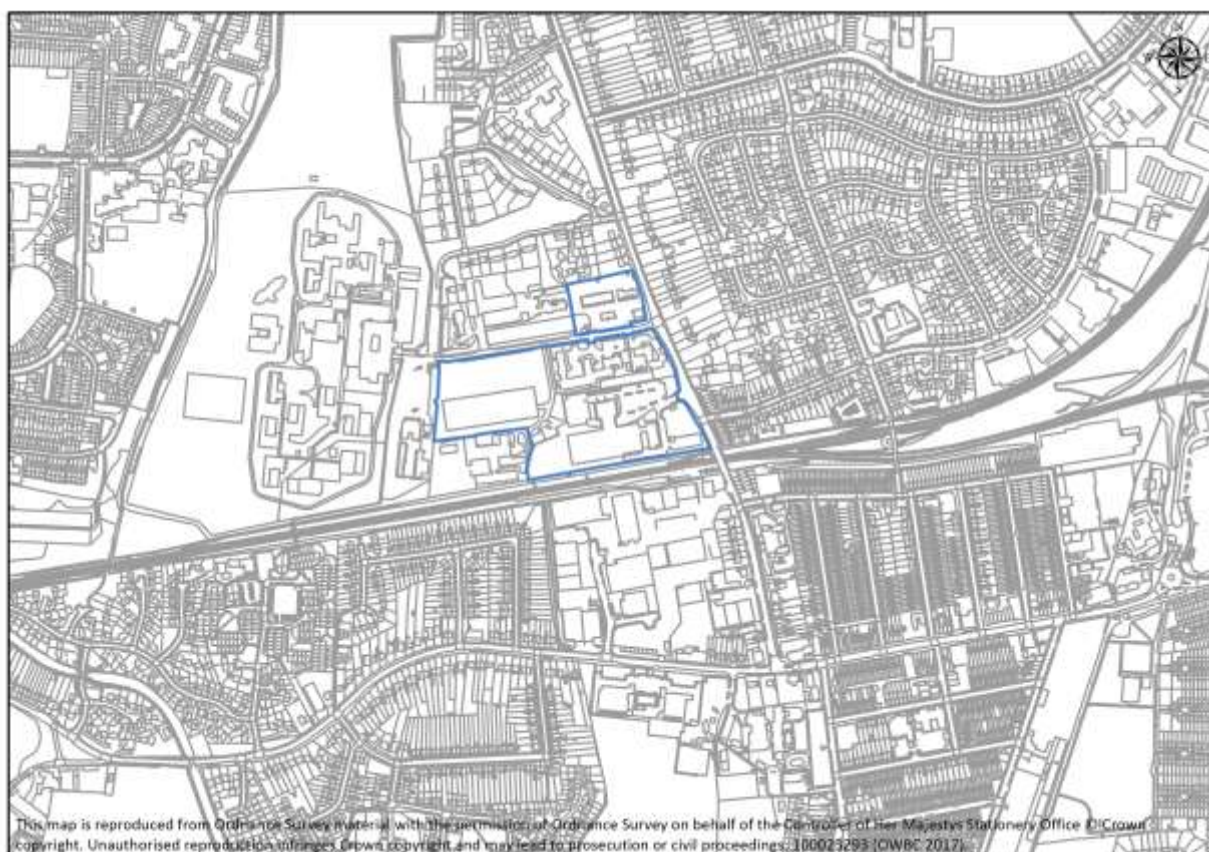 This map is reproduced from Ordnance Survey material with the permission of Ordnance Survey on behalf of the Controller of Her Majestys Stationery Office © Crown
copyright. Unauthorised reproduction infringes Crown copyright and may lead to prosecution or civil proceedings. 100023293 (OWBC 2017).